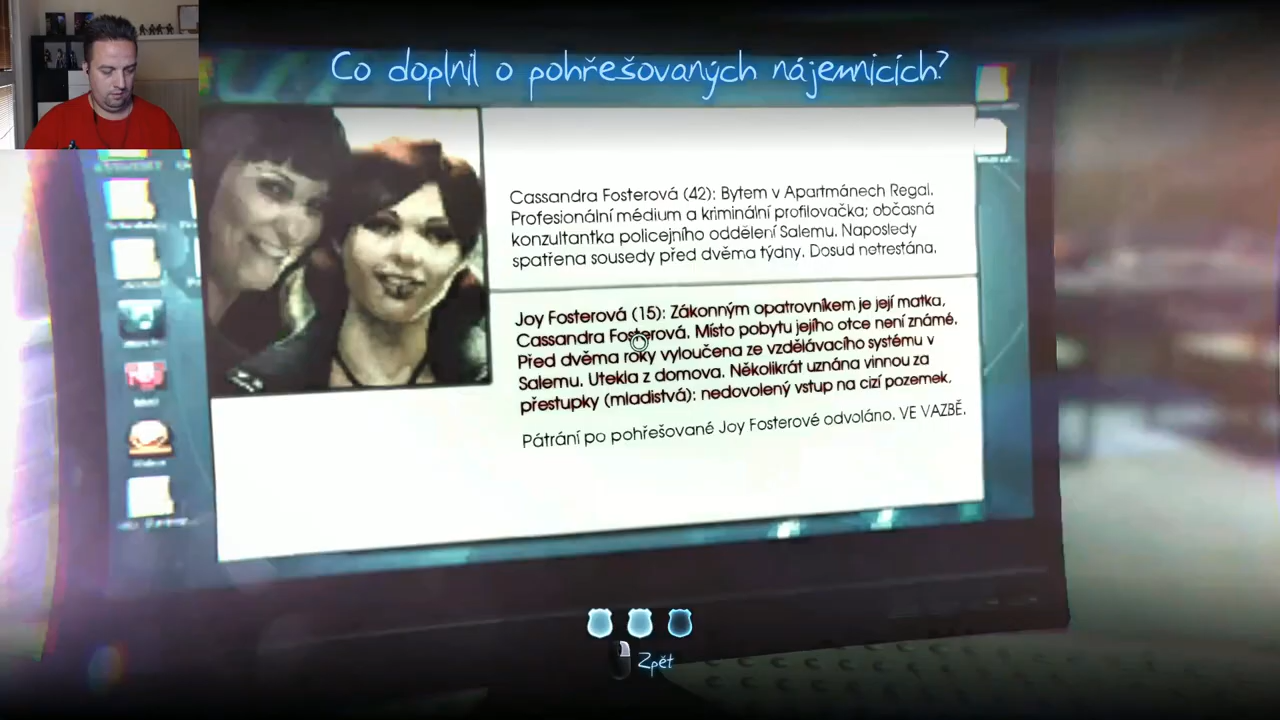 Co doplnil o pohřešovaných nájemnicích?
Cassandra Fosterová (42): Bytem v Apartmánech Regal.
Profesionální médium a kriminální profilovačka; občasná
konzultantka policejního oddělení Salemu. Naposledy
spatřena sousedy před dvěma týdny. Dosud netrestána.
Joy Fosterová (15): Zákonným opatrovníkem je její matka,
Cassandra Fosterová. Místo pobytu jejího otce není známé.
Před dvěma roky vyloučena ze vzdělávacího systému v
Salemu. Utekla z domova. Několikrát uznána vinnou za
přestupky (mladistvá): nedovolený vstup na cizí pozemek.
Pátrání po pohřešované Joy Fosterové odvoláno. VE VAZBĚ.
Zpět